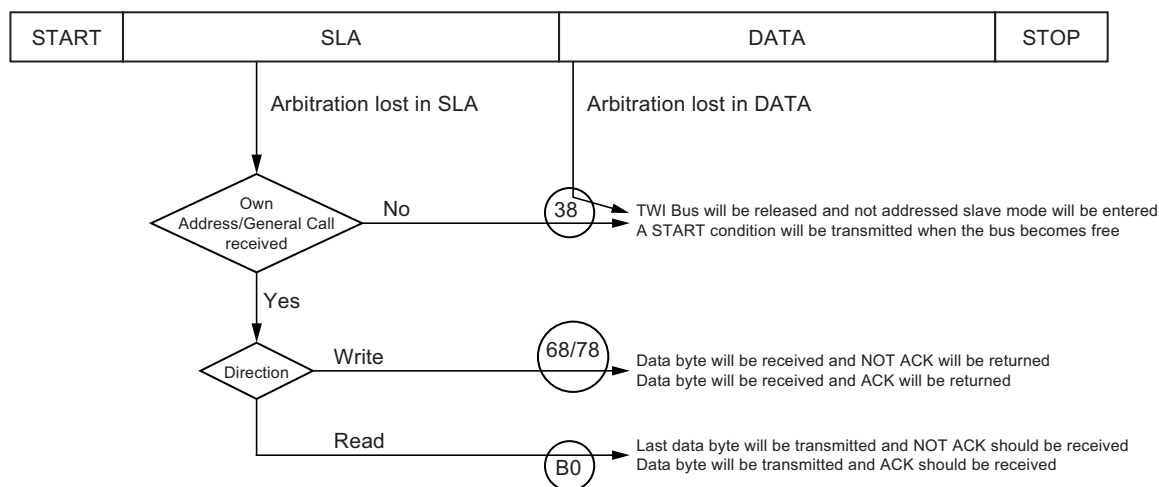 START SLA DATA STOP
Arbitration lost in SLA
Arbitration lost in DATA
Own
Address/General Call
received
No
38
TWI Bus will be released and not addressed slave mode will be entered
A START condition will be transmitted when the bus becomes free
Yes
Direction
Write
68/78
Data byte will be received and NOT ACK will be returned
Data byte will be received and ACK will be returned
Read
B0
Last data byte will be transmitted and NOT ACK should be received
Data byte will be transmitted and ACK should be received